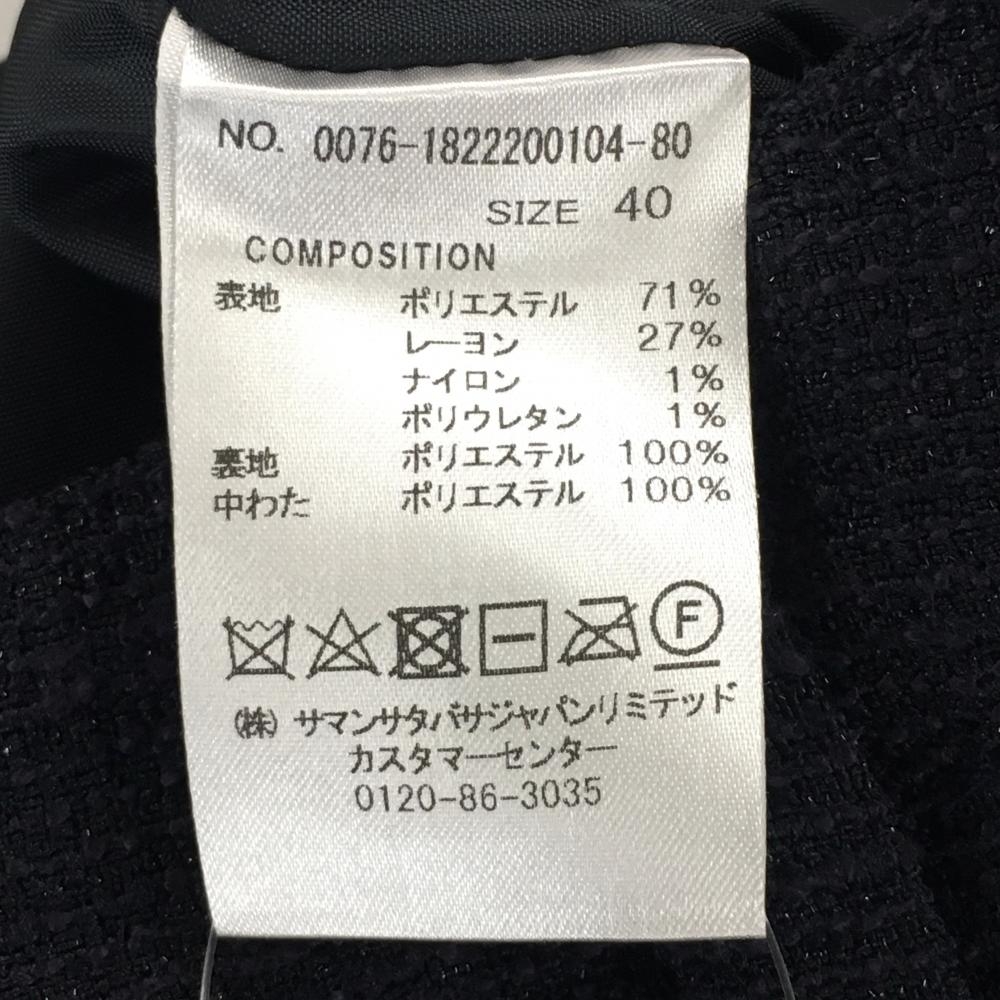 NO. 0076-1822200104-80
SIZE 40
COMPOSITION
表地 ポリエステル 71%
レーヨン 27%
ナイロン 1%
ポリウレタン 1%
裏地 ポリエステル 100%
中わた ポリエステル 100%
F
(株) サマンサタバサジャパンリミテッド
カスタマーセンター
0120-86-3035